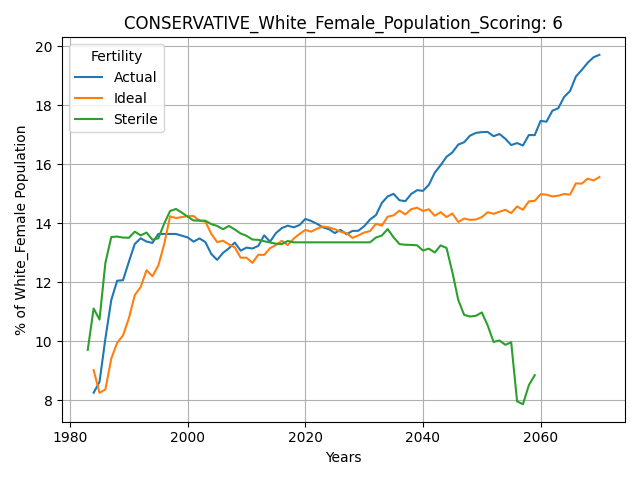 CONSERVATIVE_White_Female_Population_Scoring: 6
Fertility
Actual
Ideal
Sterile
% of White_Female Population
20
18
16
14
12
10
8
1980
2000
2020
2040
2060
Years